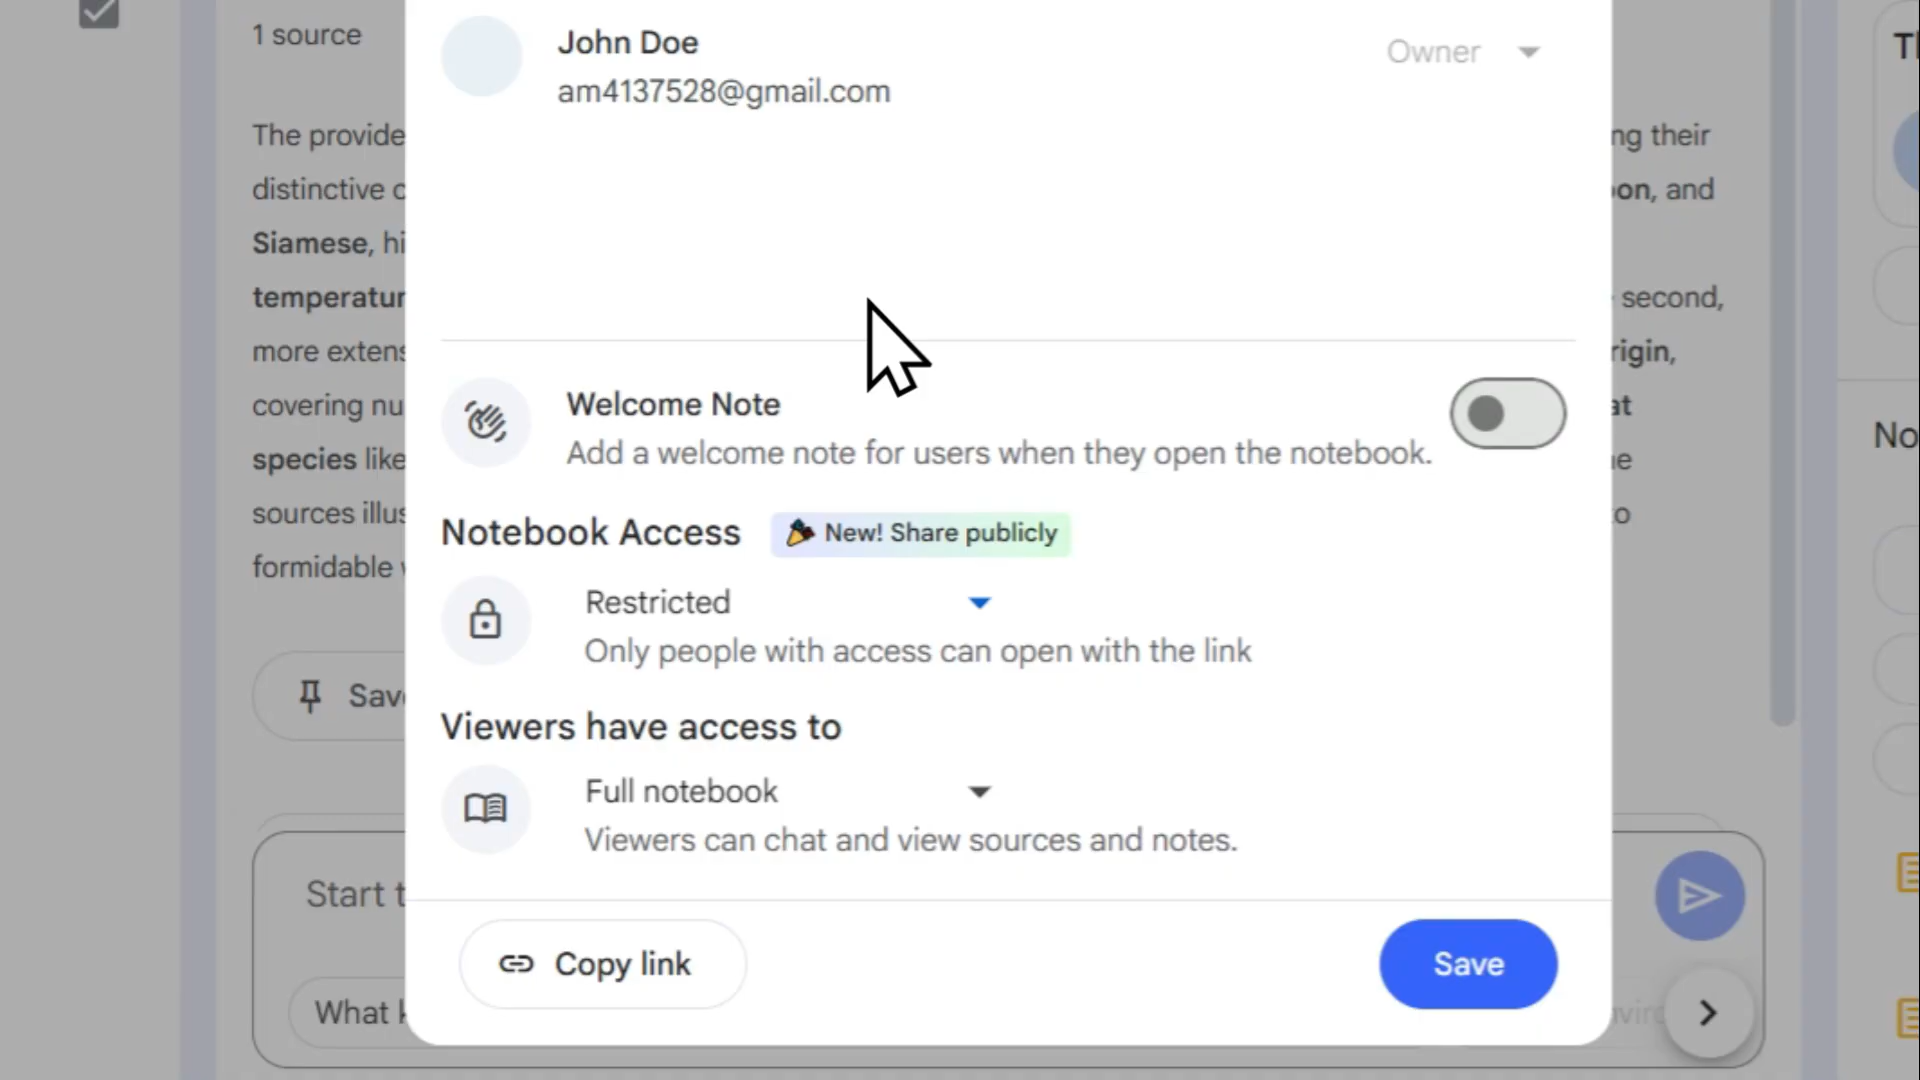 1 source
John Doe
Owner
am4137528@gmail.com
The provide
ng their
distinctive
on, and
Siamese, hi
temperatur
second,
more extens
rigin,
covering nu
at
species like
sources illus
to
formidable
Welcome Note
Add a welcome note for users when they open the notebook.
Notebook Access
New! Share publicly
Restricted
Only people with access can open with the link
Save
Viewers have access to
Full notebook
Viewers can chat and view sources and notes.
Start t
Copy link
Save
What
No